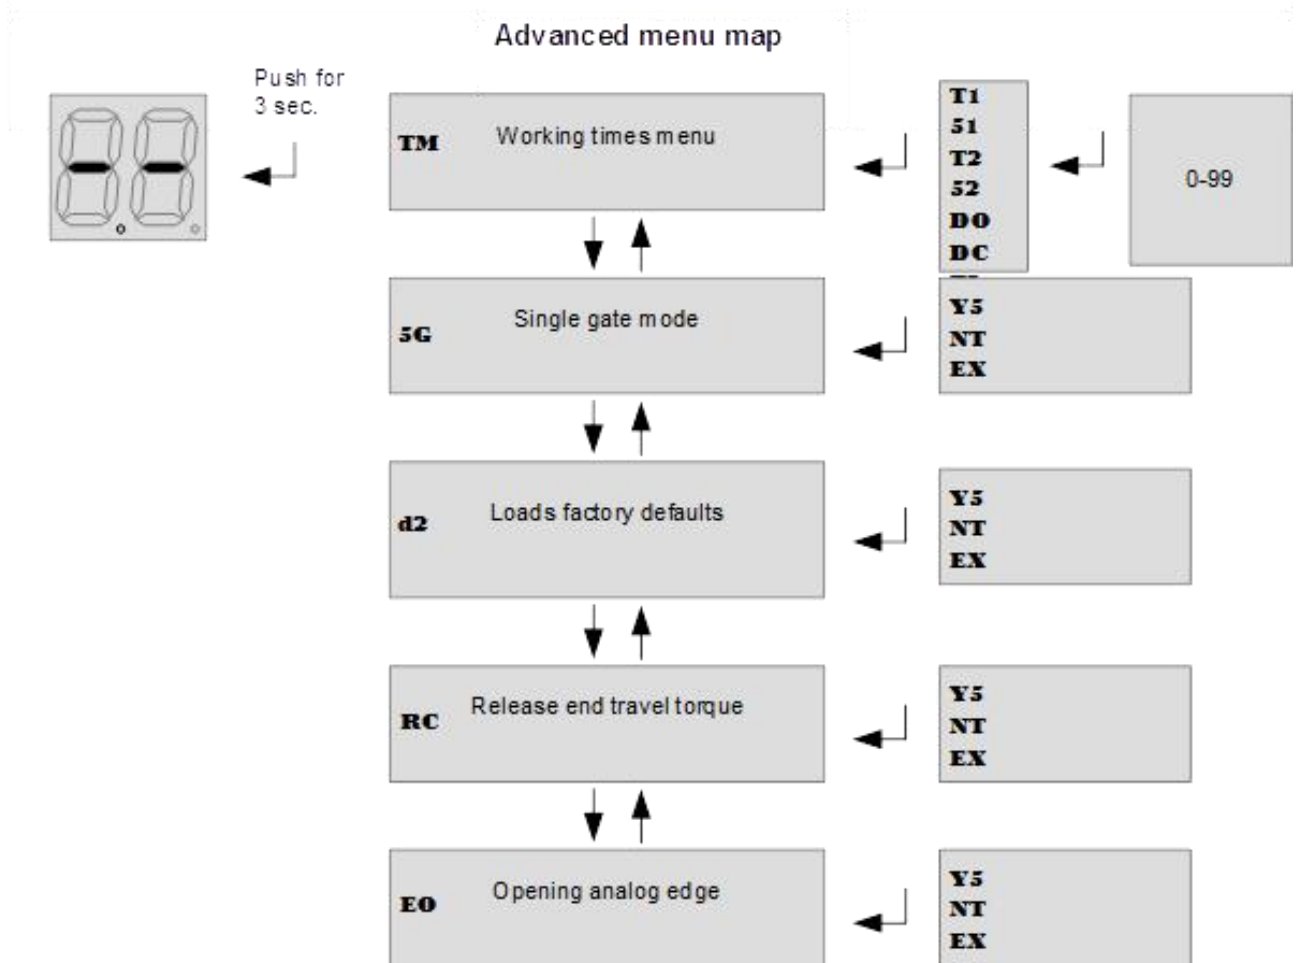 Advanced menu map
Push for
3 sec.
TM Working times menu
T1
51
T2
52
DO
DC
0-99
5G Single gate mode
Y5
NT
EX
d2 Loads factory defaults
Y5
NT
EX
RC Release end travel torque
Y5
NT
EX
EO Opening analog edge
Y5
NT
EX